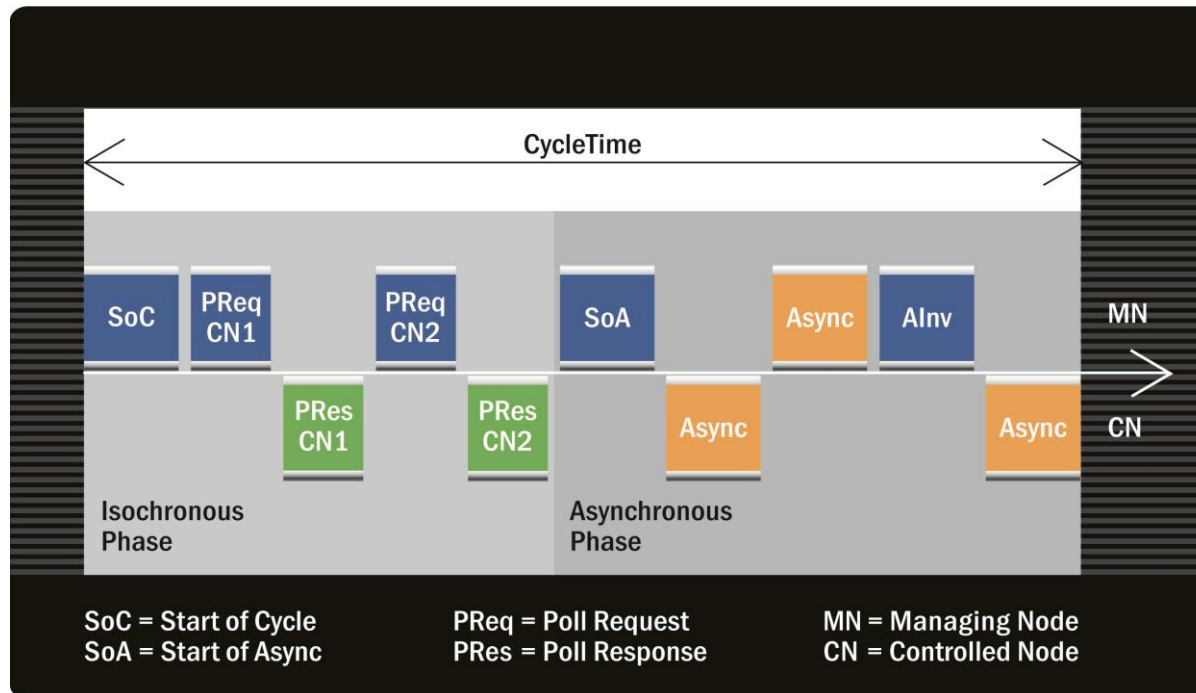 CycleTime
SoC
PReq
CN1
PReq
CN2
SoA
Async
AInv
MN
PRes
CN1
PRes
CN2
Async
Async
CN
Isochronous
Phase
Asynchronous
Phase
SoC = Start of Cycle
SoA = Start of Async
PReq = Poll Request
PRes = Poll Response
MN = Managing Node
CN = Controlled Node